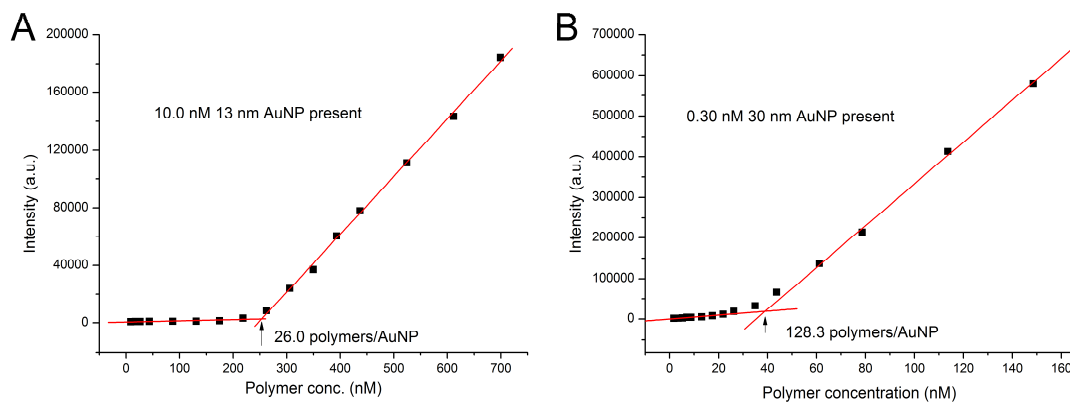 A
200000
160000
120000
80000
40000
0
Intensity (a.u.)
10.0 nM 13 nm AuNP present
26.0 polymers/AuNP
0 100 200 300 400 500 600 700
Polymer conc. (nM)
B
700000
600000
500000
400000
300000
200000
100000
0
Intensity (a.u.)
0.30 nM 30 nm AuNP present
128.3 polymers/AuNP
0 20 40 60 80 100 120 140 160
Polymer concentration (nM)